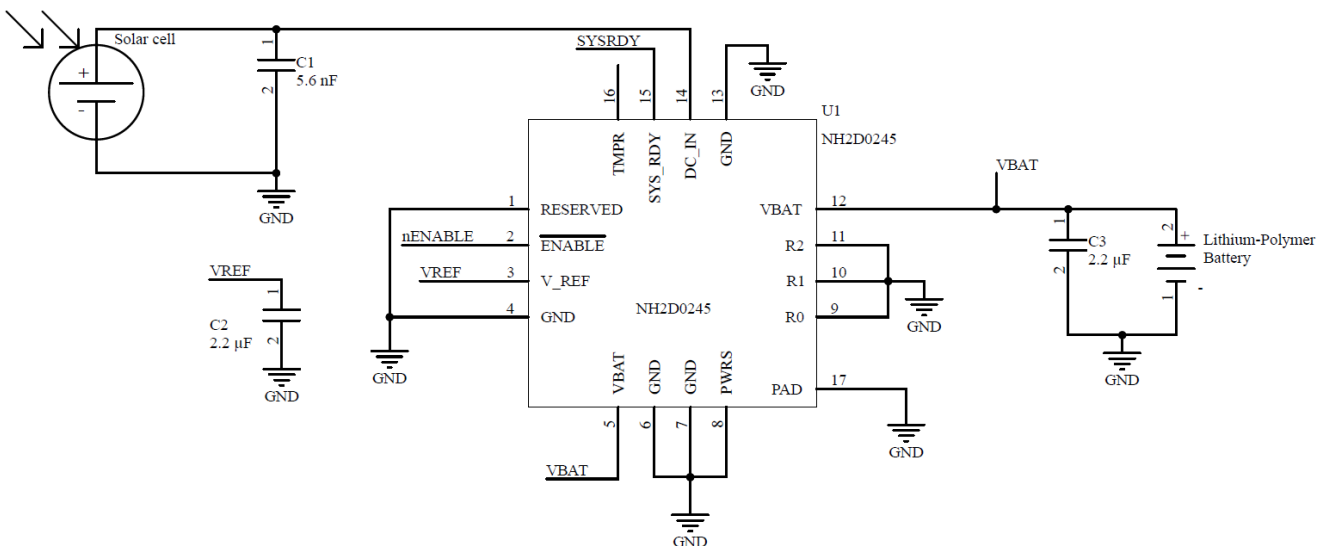 Solar cell
+
-
1
C1
5.6 nF
2
GND
SYSRDY
16
15
14
13
GND
U1
NH2D0245
TMPR
SYS_RDY
DC_IN
GND
1
RESERVED
nENABLE
2
ENABLE
VREF
3
V_REF
4
GND
GND
NH2D0245
VBAT
12
R2
11
R1
10
R0
9
GND
PAD
17
GND
VBAT
GND
GND
PWRS
5
6
7
8
VBAT
GND
VREF
1
C2
2.2 µF
2
GND
VBAT
1
C3
2.2 µF
2
2
+
Lithium-Polymer
Battery
-
1
GND